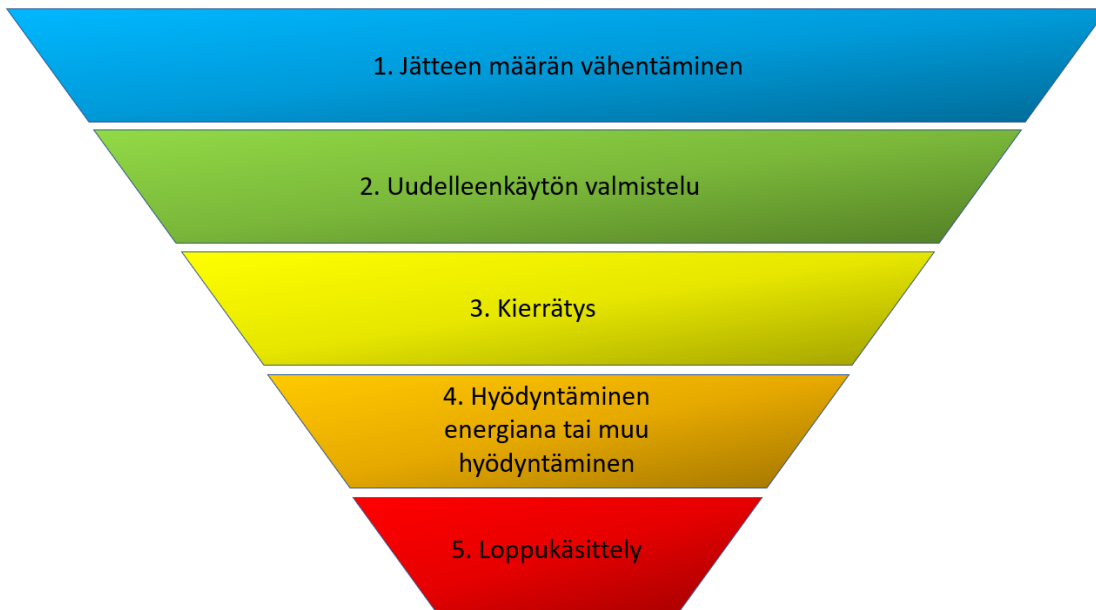 1. Jätteen määrän vähentäminen
2. Uudelleenkäytön valmistelu
3. Kierrätys
4. Hyödyntäminen
energiana tai muu
hyödyntäminen
5. Loppukäsittely